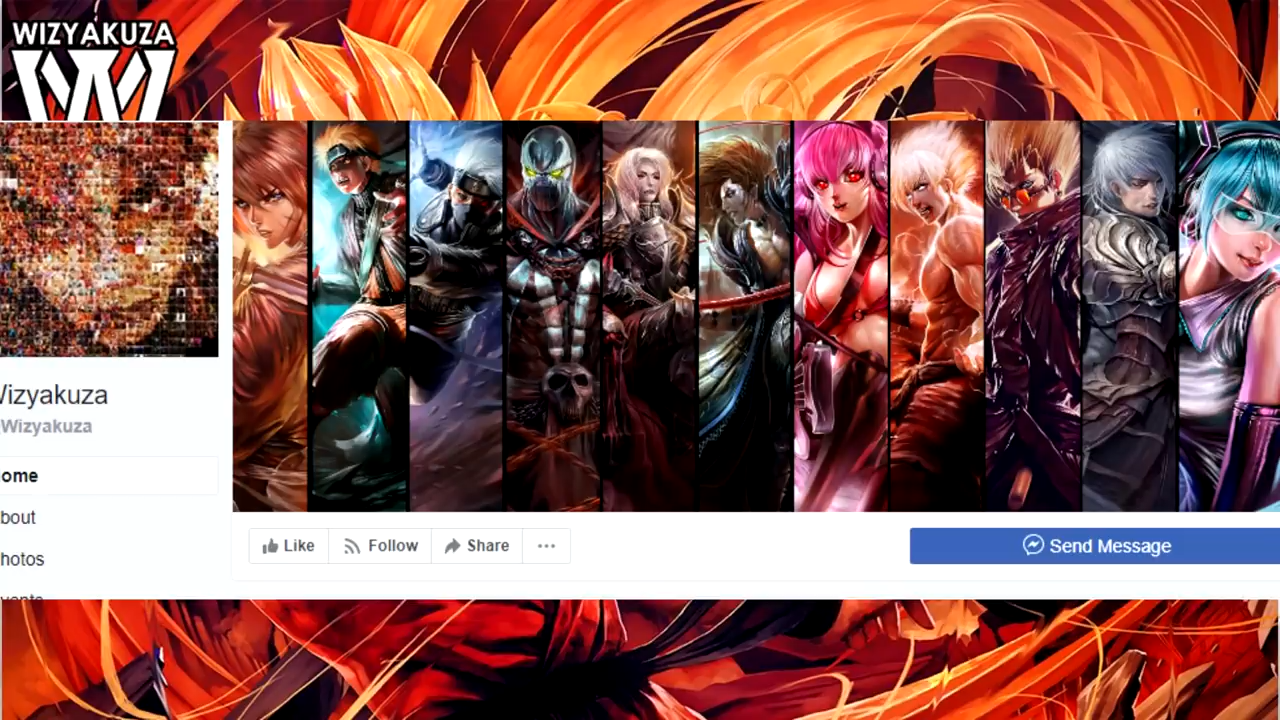 WIZYAKUZA
Wizyakuza
@Wizyakuza
ome
bout
hotos
Like
Follow
Share
Send Message